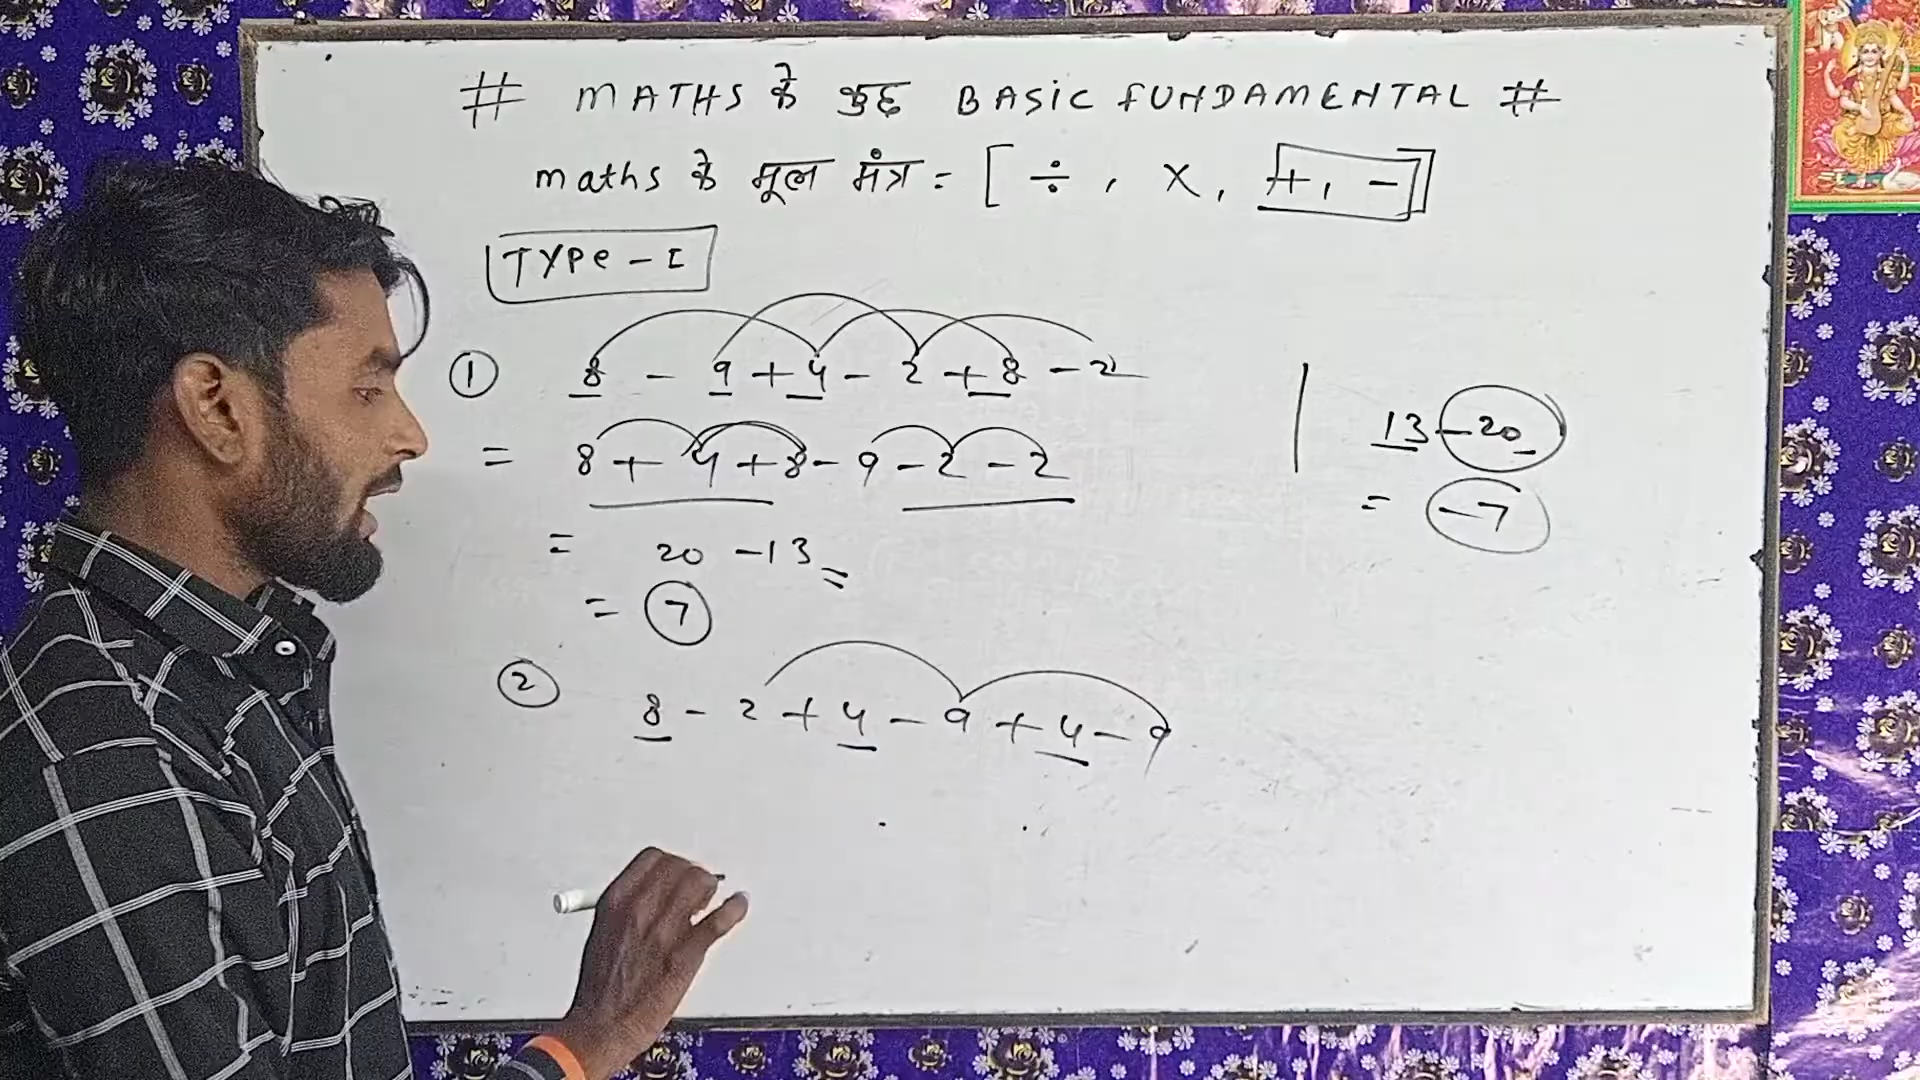 # MATHS के कुछ BASIC FUNDAMENTAL #
maths के मूल मंत्र = [ ÷ , × , +, - ]
TYPe - I
① 8 - 9 + 4 - 2 + 8 - 2
= 8 + 4 + 8 - 9 - 2 - 2
= 20 - 13 =
= 7
② 8 - 2 + 4 - 9 + 4 - 9
13 - 20
= -7